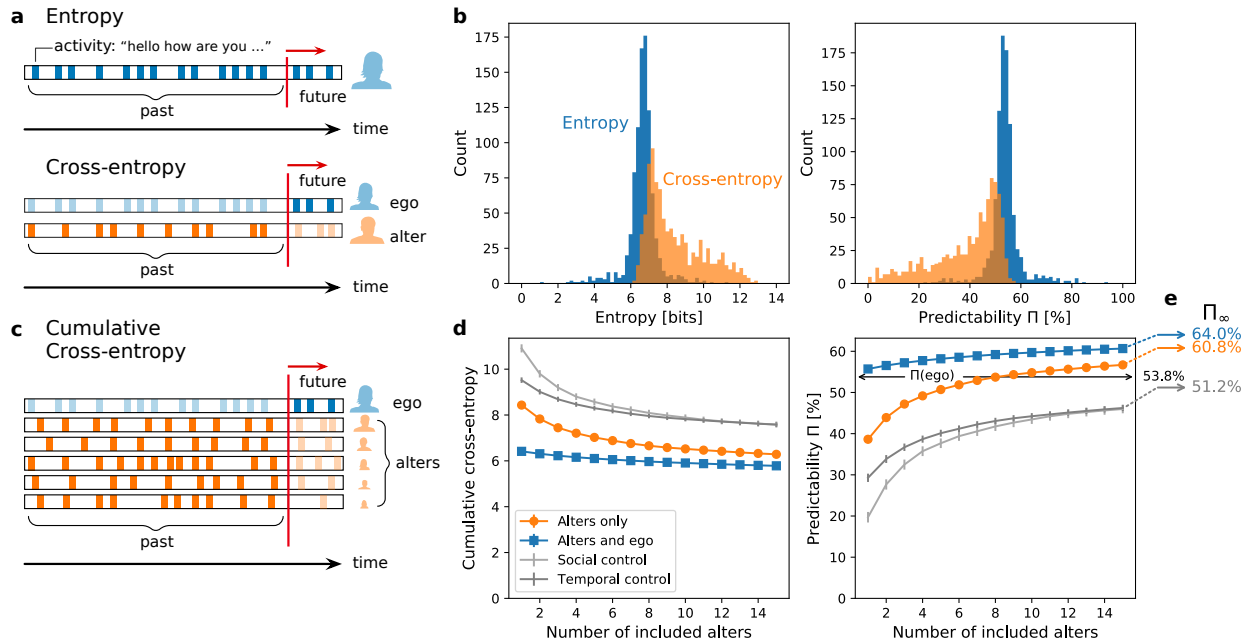 a Entropy
activity: “hello how are you ...”
past
future
time
Cross-entropy
future
ego
alter
past
time
b
175
150
125
100
75
50
25
0
Count
Entropy
Cross-entropy
0 2 4 6 8 10 12 14
Entropy [bits]
175
150
125
100
75
50
25
0
Count
0 20 40 60 80 100
Predictability Π [%]
c Cumulative
Cross-entropy
future
ego
alters
past
time
d
10
8
6
4
2
0
Cumulative cross-entropy
Alters only
Alters and ego
Social control
Temporal control
2 4 6 8 10 12 14
Number of included alters
60
50
40
30
20
10
0
Predictability Π [%]
Π(ego)
2 4 6 8 10 12 14
Number of included alters
e
Π∞
64.0%
60.8%
53.8%
51.2%